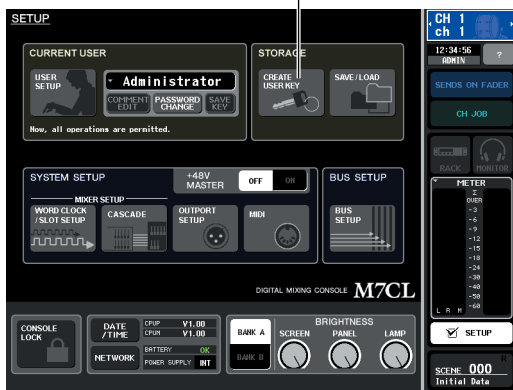 SETUP
CURRENT USER
USER SETUP
Administrator
COMMENT EDIT
PASSWORD CHANGE
SAVE KEY
Now, all operations are permitted.
STORAGE
CREATE USER KEY
SAVE/LOAD
SYSTEM SETUP
+48V MASTER
OFF
ON
MIXER SETUP
WORD CLOCK /SLOT SETUP
CASCADE
OUTPORT SETUP
MIDI
BUS SETUP
BUS SETUP
DIGITAL MIXING CONSOLE M7CL
CONSOLE LOCK
DATE /TIME
CPUP V1.00
CPUM V1.00
NETWORK
BATTERY OK
POWER SUPPLY INT
BANK A
BANK B
BRIGHTNESS
SCREEN
PANEL
LAMP
CH 1
ch 1
12:34:56
ADMIN
?
SENDS ON FADER
CH JOB
RACK
MONITOR
METER
Σ
OVER
-3
-6
-9
-12
-15
-18
-24
-30
-40
-50
-60
L R M
SETUP
R
SCENE 000
Initial Data